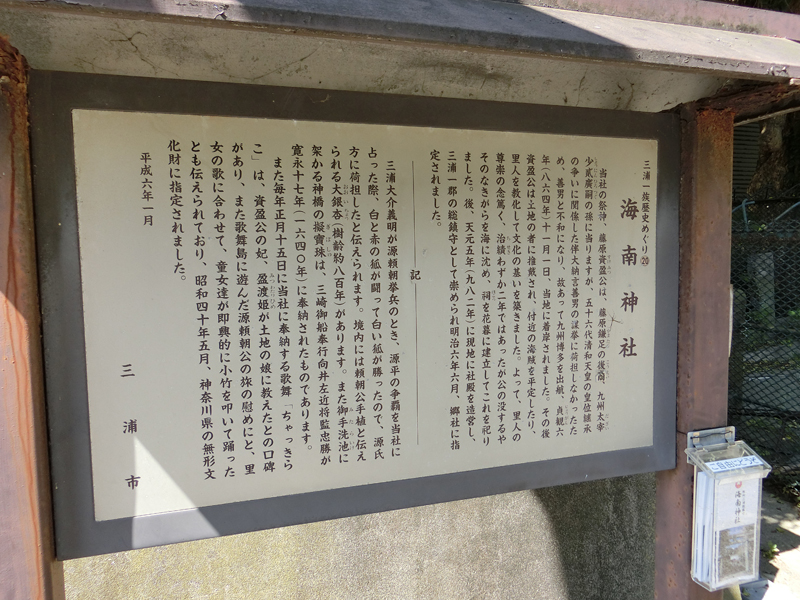 三浦一族歴史めぐり⑳
海南神社
当社の祭神、藤原資盈公は、藤原鎌足の後裔、九州太宰
少貳廣嗣の孫に当りますが、五十六代清和天皇の皇位継承
の争いに関係した伴大納言善男の謀挙に荷担しなかったた
め、善男と不和になり、故あって九州博多を出航、貞観六
年（八六四年）十一月一日、当地に着岸されました。その後
資盈公は土地の者に推戴され、付近の海賊を平定したり、
里人を教化して文化の基いを築きました。よって、里人の
尊崇の念篤く、治績わずか二年ではあったが公の没するや
そのなきがらを海に沈め、祠を花暮に建立してこれを祀り
ました。後、天元五年（九八二年）に現地に社殿を造営し、
三浦一郡の総鎮守として崇められ明治六年六月、郷社に指
定されました。
記
三浦大介義明が源頼朝挙兵のとき、源平の争覇を当社に
占った際、白と赤の狐が闘って白い狐が勝ったので、源氏
方に荷担したと伝えられます。境内には頼朝公手植と伝え
られる大銀杏（樹齢約八百年）があります。また御手洗池に
架かる神橋の擬寶珠は、三崎御船奉行向井左近将監忠勝が
寛永十七年（一六四〇年）に奉納されたものであります。
また毎年正月十五日に当社に奉納する歌舞「ちゃっきら
こ」は、資盈公の妃、盈渡姫が土地の娘に教えたとの口碑
があり、また歌舞島に遊んだ源頼朝公の旅の慰めにと、里
女の歌に合わせて、童女達が即興的に小竹を叩いて踊った
とも伝えられており、昭和四十年五月、神奈川県の無形文
化財に指定されました。
平成六年一月
三浦市
ご自由にどうぞ
海南神社